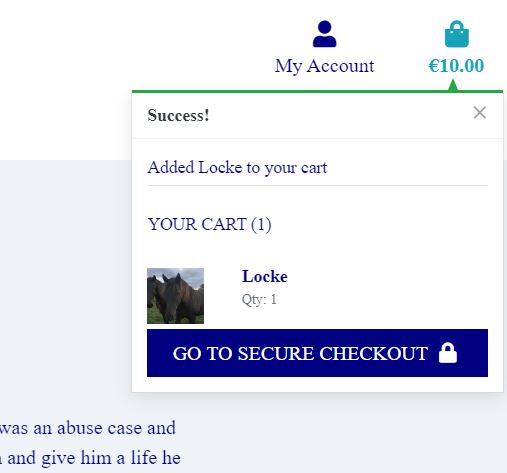 My Account
€10.00
Success!
Added Locke to your cart
YOUR CART (1)
Locke
Qty: 1
GO TO SECURE CHECKOUT
was an abuse case and
and give him a life he